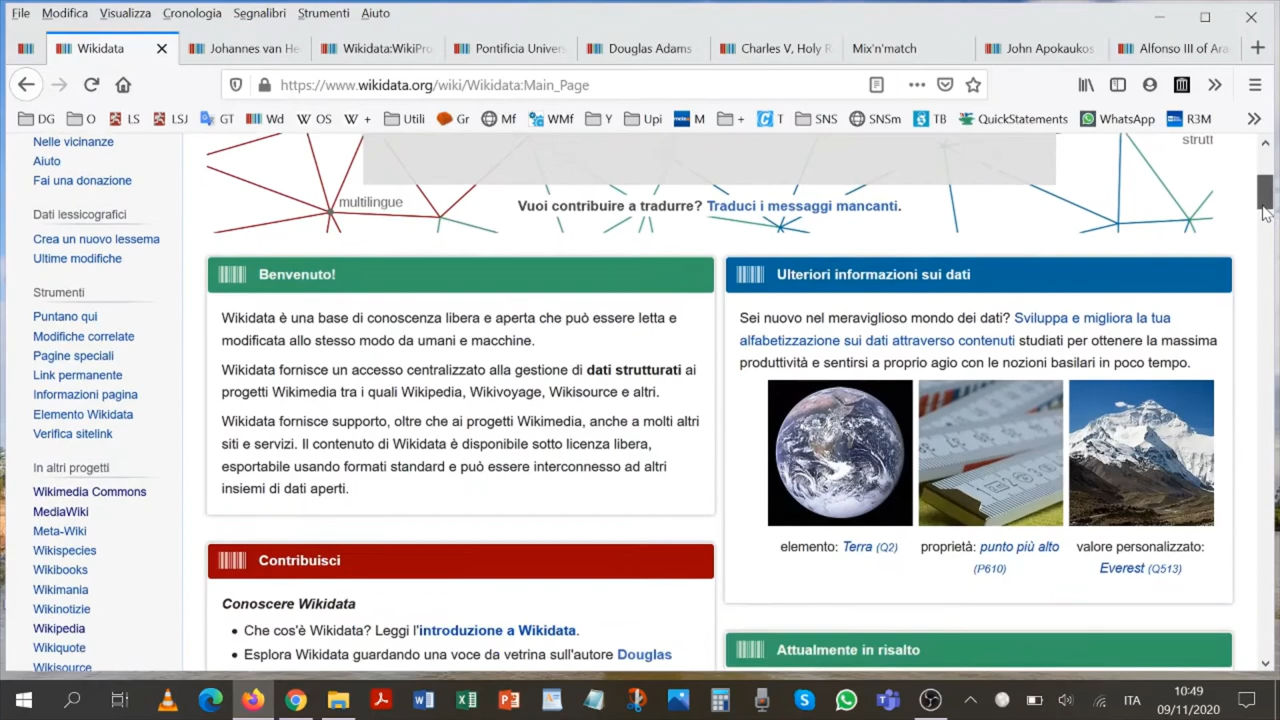 File Modifica Visualizza Cronologia Segnalibri Strumenti Aiuto
Wikidata Johannes van He Wikidata:WikiPro Pontificia Univers Douglas Adams Charles V, Holy R Mix'n'match John Apokaukos Alfonso III of Ara
https://www.wikidata.org/wiki/Wikidata:Main_Page
DG O LS LSJ GT Wd OS + Utili Gr Mf WMf Y Upi M + T SNS SNSm TB QuickStatements WhatsApp R3M
Nelle vicinanze
Aiuto
Fai una donazione
Dati lessicografici
Crea un nuovo lessema
Ultime modifiche
Strumenti
Puntano qui
Modifiche correlate
Pagine speciali
Link permanente
Informazioni pagina
Elemento Wikidata
Verifica sitelink
In altri progetti
Wikimedia Commons
MediaWiki
Meta-Wiki
Wikispecies
Wikibooks
Wikimania
Wikinotizie
Wikipedia
Wikiquote
Wikisource
strutt
multilingue
Vuoi contribuire a tradurre? Traduci i messaggi mancanti.
Benvenuto!
Wikidata è una base di conoscenza libera e aperta che può essere letta e
modificata allo stesso modo da umani e macchine.
Wikidata fornisce un accesso centralizzato alla gestione di dati strutturati ai
progetti Wikimedia tra i quali Wikipedia, Wikivoyage, Wikisource e altri.
Wikidata fornisce supporto, oltre che ai progetti Wikimedia, anche a molti altri
siti e servizi. Il contenuto di Wikidata è disponibile sotto licenza libera,
esportabile usando formati standard e può essere interconnesso ad altri
insiemi di dati aperti.
Contribuisci
Conoscere Wikidata
• Che cos'è Wikidata? Leggi l'introduzione a Wikidata.
• Esplora Wikidata guardando una voce da vetrina sull'autore Douglas
Ulteriori informazioni sui dati
Sei nuovo nel meraviglioso mondo dei dati? Sviluppa e migliora la tua
alfabetizzazione sui dati attraverso contenuti studiati per ottenere la massima
produttività e sentirsi a proprio agio con le nozioni basilari in poco tempo.
elemento: Terra (Q2)
proprietà: punto più alto
(P610)
valore personalizzato:
Everest (Q513)
Attualmente in risalto
ITA
10:49
09/11/2020